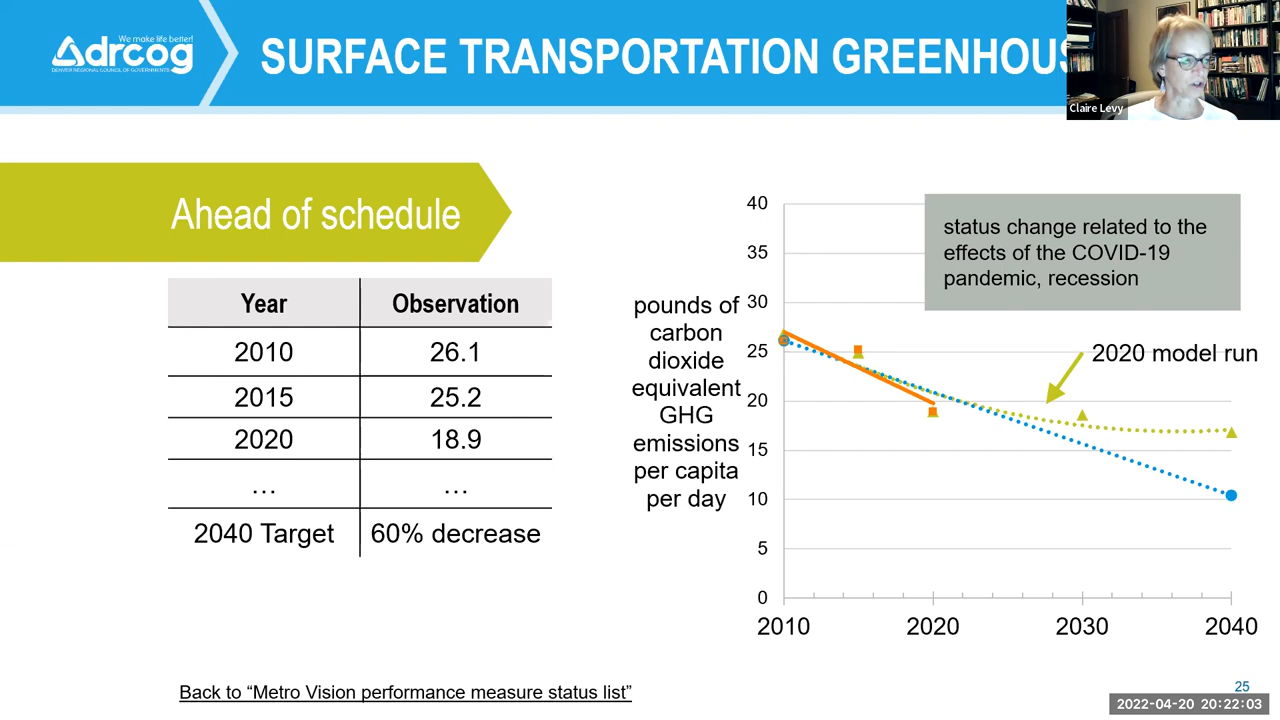 We make life better!
drcog
DENVER REGIONAL COUNCIL OF GOVERNMENTS
SURFACE TRANSPORTATION GREENHOUS
Claire Levy
Ahead of schedule
Year Observation
2010 26.1
2015 25.2
2020 18.9
… …
2040 Target 60% decrease
pounds of
carbon
dioxide
equivalent
GHG
emissions
per capita
per day
40
35
30
25
20
15
10
5
0
2010 2020 2030 2040
status change related to the
effects of the COVID-19
pandemic, recession
2020 model run
Back to “Metro Vision performance measure status list”
25
2022-04-20 20:22:03